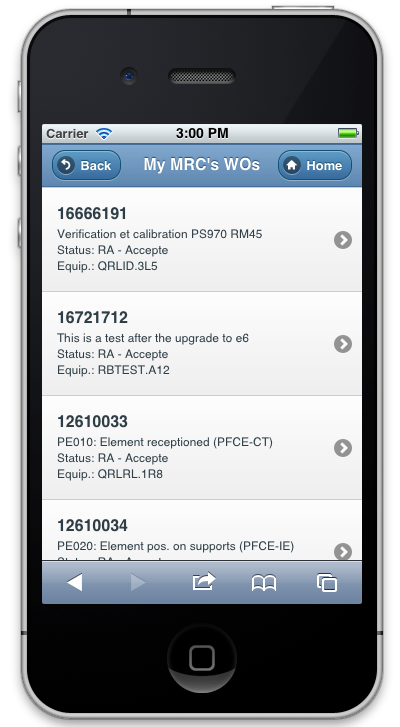 Carrier 3:00 PM
Back My MRC's WOs Home
16666191
Verification et calibration PS970 RM45
Status: RA - Accepte
Equip.: QRLID.3L5
16721712
This is a test after the upgrade to e6
Status: RA - Accepte
Equip.: RBTEST.A12
12610033
PE010: Element receptioned (PFCE-CT)
Status: RA - Accepte
Equip.: QRLRL.1R8
12610034
PE020: Element pos. on supports (PFCE-IE)